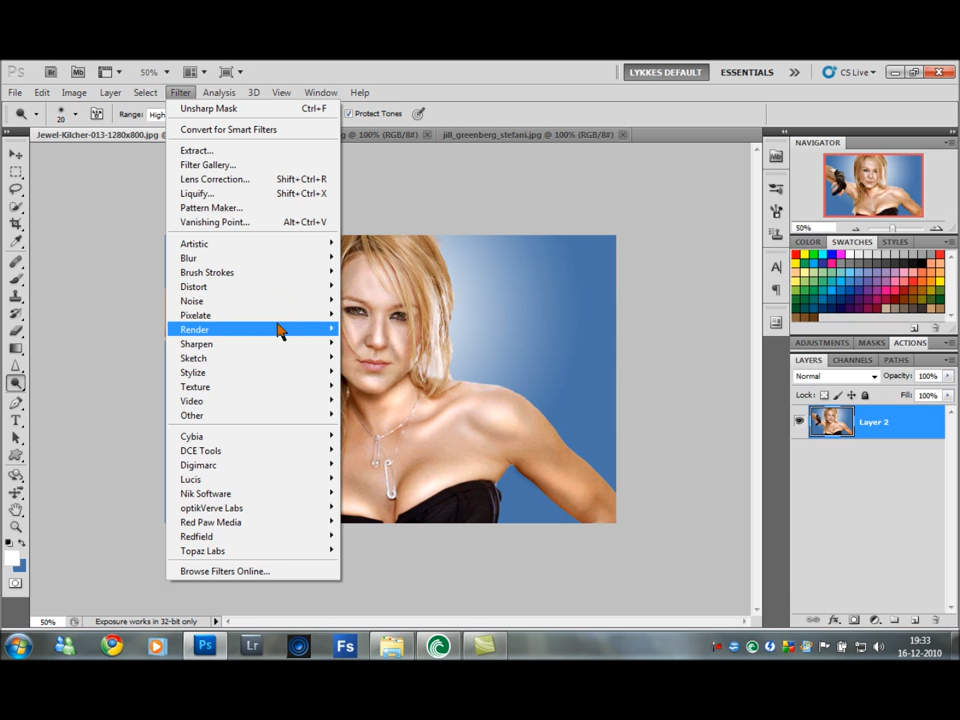 Ps Br Mb 50% LYKKES DEFAULT ESSENTIALS CS Live
File Edit Image Layer Select Filter Analysis 3D View Window Help
20 Range: High Protect Tones
Jewel-Kilcher-013-1280x800.jpg @ g @ 100% (RGB/8#) jill_greenberg_stefani.jpg @ 100% (RGB/8#)
Unsharp Mask Ctrl+F
Convert for Smart Filters
Extract...
Filter Gallery...
Lens Correction... Shift+Ctrl+R
Liquify... Shift+Ctrl+X
Pattern Maker...
Vanishing Point... Alt+Ctrl+V
Artistic
Blur
Brush Strokes
Distort
Noise
Pixelate
Render
Sharpen
Sketch
Stylize
Texture
Video
Other
Cybia
DCE Tools
Digimarc
Lucis
Nik Software
optikVerve Labs
Red Paw Media
Redfield
Topaz Labs
Browse Filters Online...
NAVIGATOR
50%
COLOR SWATCHES STYLES
ADJUSTMENTS MASKS ACTIONS
LAYERS CHANNELS PATHS
Normal Opacity: 100%
Lock: Fill: 100%
Layer 2
50% Exposure works in 32-bit only
Ps Lr Fs
19:33
16-12-2010